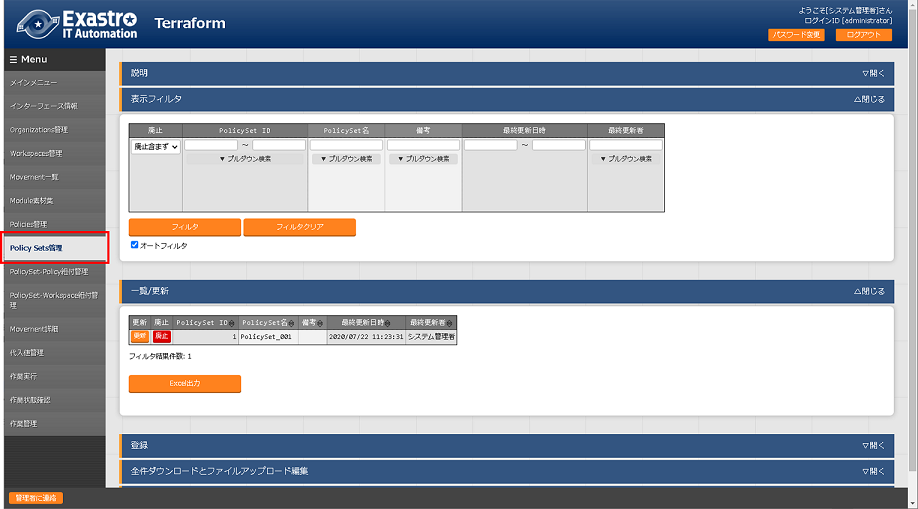 Exastro
IT Automation
Terraform
ようこそ[システム管理者]さん
ログインID [administrator]
パスワード変更
ログアウト
☰ Menu
メインメニュー
インターフェース情報
Organizations管理
Workspaces管理
Movement一覧
Module素材集
Policies管理
Policy Sets管理
PolicySet-Policy紐付管理
PolicySet-Workspace紐付管
理
Movement詳細
代入値管理
作業実行
作業状態確認
作業管理
管理者に連絡
説明
▽開く
表示フィルタ
△閉じる
廃止 PolicySet ID PolicySet名 備考 最終更新日時 最終更新者
廃止含まず ～ ～
▼ プルダウン検索 ▼ プルダウン検索 ▼ プルダウン検索 ▼ プルダウン検索
フィルタ
フィルタクリア
オートフィルタ
一覧/更新
△閉じる
更新 廃止 PolicySet ID PolicySet名 備考 最終更新日時 最終更新者
更新 廃止 1 PolicySet_001 2020/07/22 11:23:31 システム管理者
フィルタ結果件数: 1
Excel出力
登録
▽開く
全件ダウンロードとファイルアップロード編集
▽開く